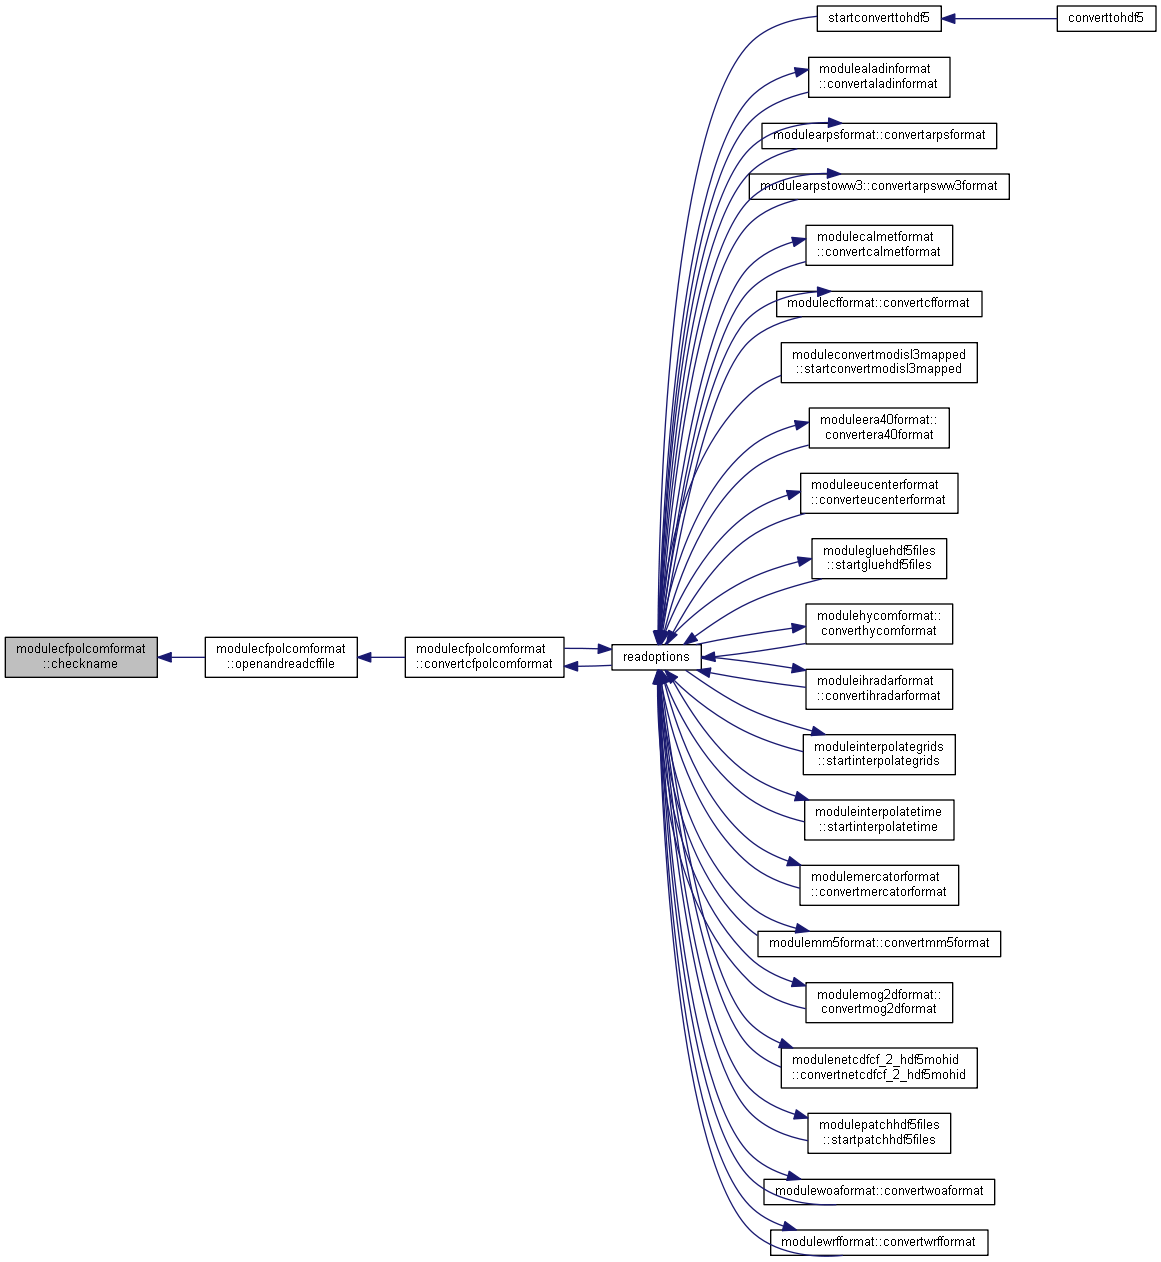 modulecfpolcomformat
::checkname
modulecfpolcomformat
::openandreadcffile
modulecfpolcomformat
::convertcfpolcomformat
readoptions
startconverttohdf5
converttohdf5
modulealadinformat
::convertaladinformat
modulearpsformat::convertarpsformat
modulearpstoww3::convertarpsww3format
modulecalmetformat
::convertcalmetformat
modulecfformat::convertcfformat
moduleconvertmodisl3mapped
::startconvertmodisl3mapped
moduleera40format::
convertera40format
moduleeucenterformat
::converteucenterformat
modulegluehdf5files
::startgluehdf5files
modulehycomformat::
converthycomformat
moduleihradarformat
::convertihradarformat
moduleinterpolategrids
::startinterpolategrids
moduleinterpolatetime
::startinterpolatetime
modulemercatorformat
::convertmercatorformat
modulemm5format::convertmm5format
modulemog2dformat::
convertmog2dformat
modulenetcdfcf_2_hdf5mohid
::convertnetcdfcf_2_hdf5mohid
modulepatchhdf5files
::startpatchhdf5files
modulewoaformat::convertwoaformat
modulewrfformat::convertwrfformat